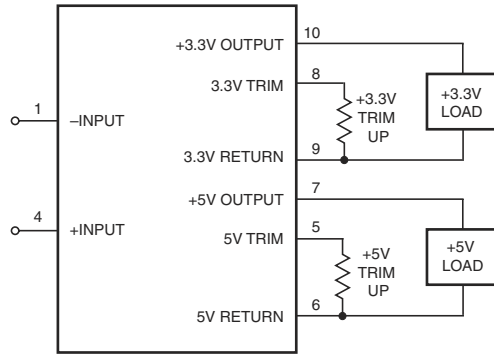 10
+3.3V OUTPUT
8
3.3V TRIM
+3.3V
TRIM
UP
+3.3V
LOAD
1
–INPUT
9
3.3V RETURN
7
+5V OUTPUT
4
+INPUT
5
5V TRIM
+5V
TRIM
UP
+5V
LOAD
6
5V RETURN